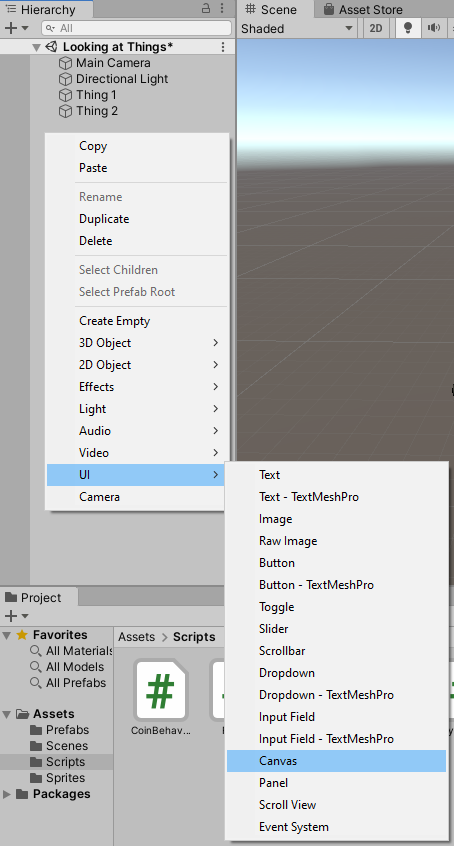 Hierarchy
All
Looking at Things*
Main Camera
Directional Light
Thing 1
Thing 2
Scene
Asset Store
Shaded
2D
Copy
Paste
Rename
Duplicate
Delete
Select Children
Select Prefab Root
Create Empty
3D Object
2D Object
Effects
Light
Audio
Video
UI
Camera
Text
Text - TextMeshPro
Image
Raw Image
Button
Button - TextMeshPro
Toggle
Slider
Scrollbar
Dropdown
Dropdown - TextMeshPro
Input Field
Input Field - TextMeshPro
Canvas
Panel
Scroll View
Event System
Project
Favorites
All Materials
All Models
All Prefabs
Assets
Prefabs
Scenes
Scripts
Sprites
Packages
Assets > Scripts
#
CoinBehav...